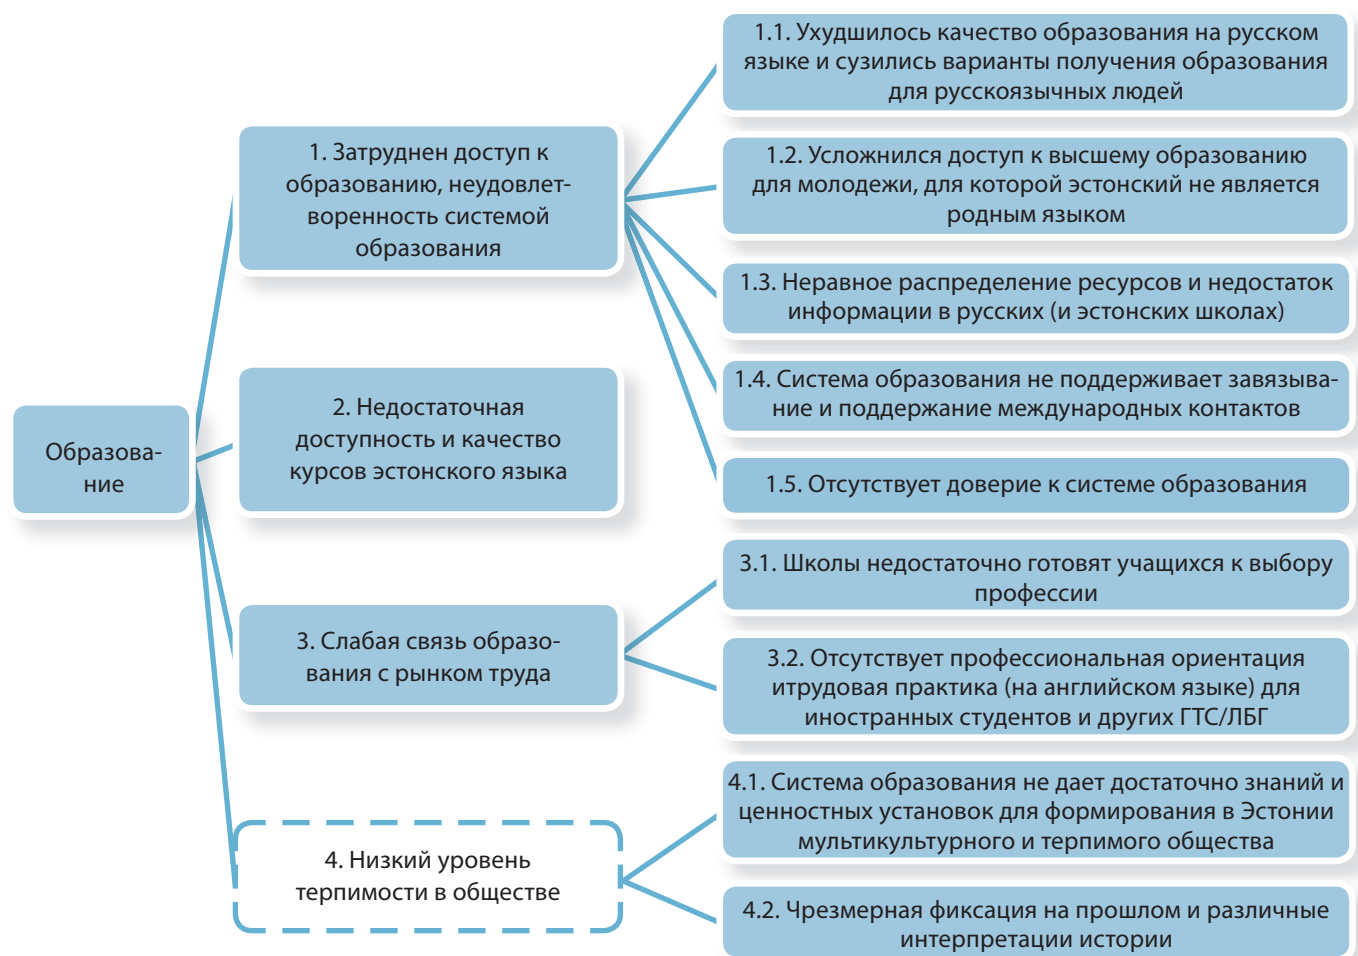 Образова-
ние
1. Затруднен доступ к
образованию, неудовлет-
воренность системой
образования
1.1. Ухудшилось качество образования на русском
языке и сузились варианты получения образования
для русскоязычных людей
1.2. Усложнился доступ к высшему образованию
для молодежи, для которой эстонский не является
родным языком
1.3. Неравное распределение ресурсов и недостаток
информации в русских (и эстонских школах)
1.4. Система образования не поддерживает завязыва-
ние и поддержание международных контактов
1.5. Отсутствует доверие к системе образования
2. Недостаточная
доступность и качество
курсов эстонского языка
3. Слабая связь образо-
вания с рынком труда
3.1. Школы недостаточно готовят учащихся к выбору
профессии
3.2. Отсутствует профессиональная ориентация
итрудовая практика (на английском языке) для
иностранных студентов и других ГТС/ЛБГ
4. Низкий уровень
терпимости в обществе
4.1. Система образования не дает достаточно знаний и
ценностных установок для формирования в Эстонии
мультикультурного и терпимого общества
4.2. Чрезмерная фиксация на прошлом и различные
интерпретации истории